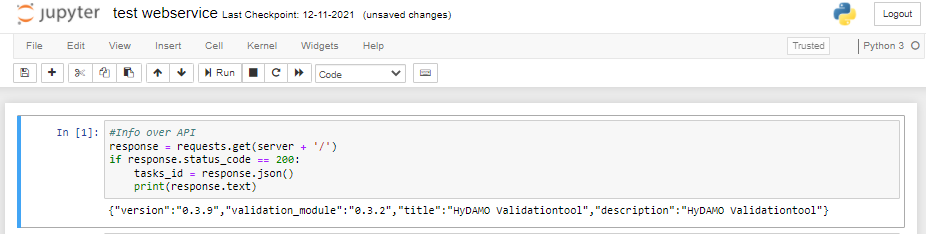 jupyter test webservice Last Checkpoint: 12-11-2021 (unsaved changes) Logout
File Edit View Insert Cell Kernel Widgets Help Trusted Python 3
Run Code
In [1]: #Info over API
response = requests.get(server + '/')
if response.status_code == 200:
    tasks_id = response.json()
    print(response.text)
{"version":"0.3.9","validation_module":"0.3.2","title":"HyDAMO Validationtool","description":"HyDAMO Validationtool"}